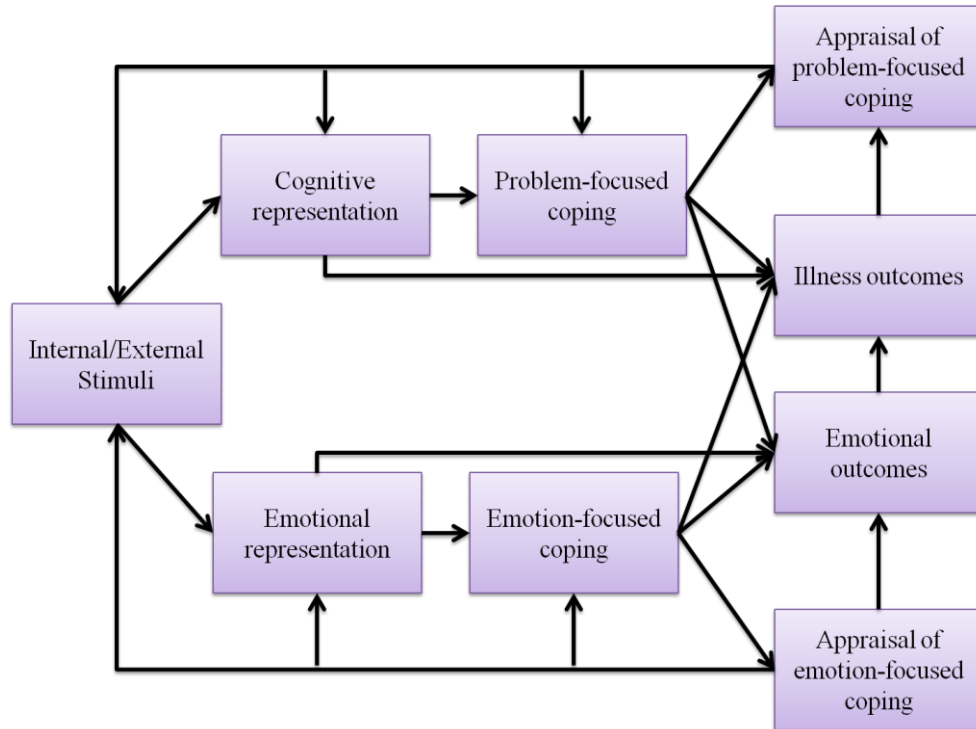 Appraisal of
problem-focused
coping
Cognitive
representation
Problem-focused
coping
Illness outcomes
Internal/External
Stimuli
Emotional
outcomes
Emotional
representation
Emotion-focused
coping
Appraisal of
emotion-focused
coping